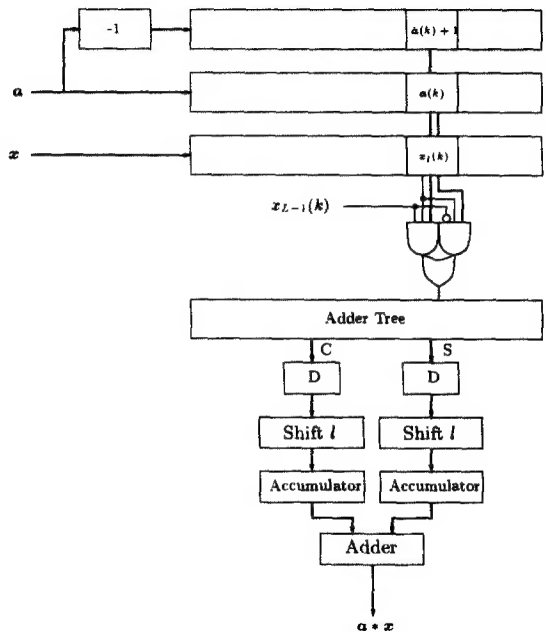 -1
a(k) + 1
a
a(k)
x
x_l(k)
x_{L-1}(k)
Adder Tree
C S
D D
Shift l Shift l
Accumulator Accumulator
Adder
a * x